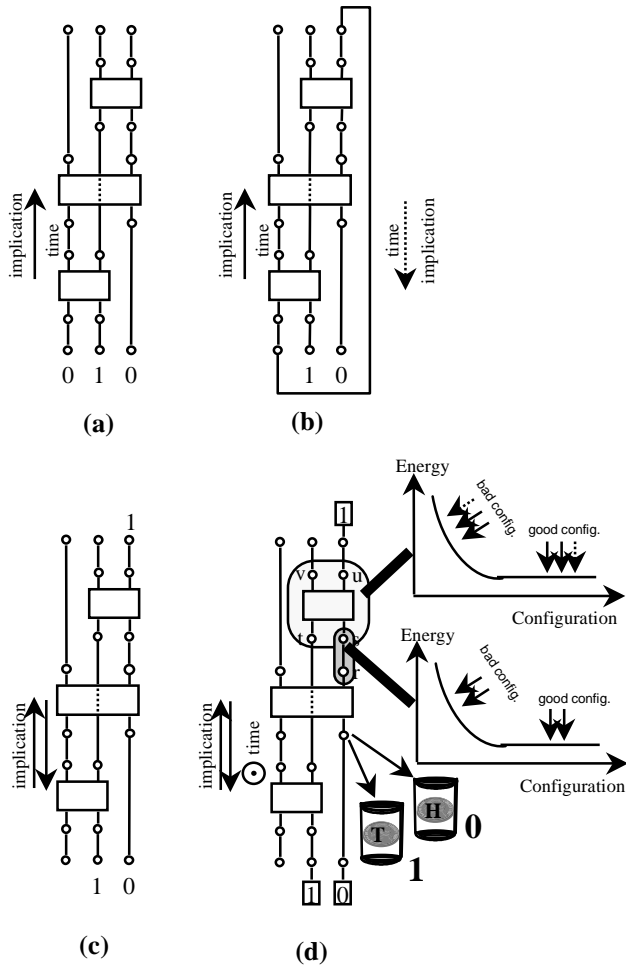 implication
time
0 1 0
(a)
implication
time
time
implication
1 0
(b)
1
implication
1 0
(c)
1
v u
t s
r
implication
time
T
H
0
1
1 0
(d)
Energy
bad config.
good config.
Configuration
Energy
bad config.
good config.
Configuration